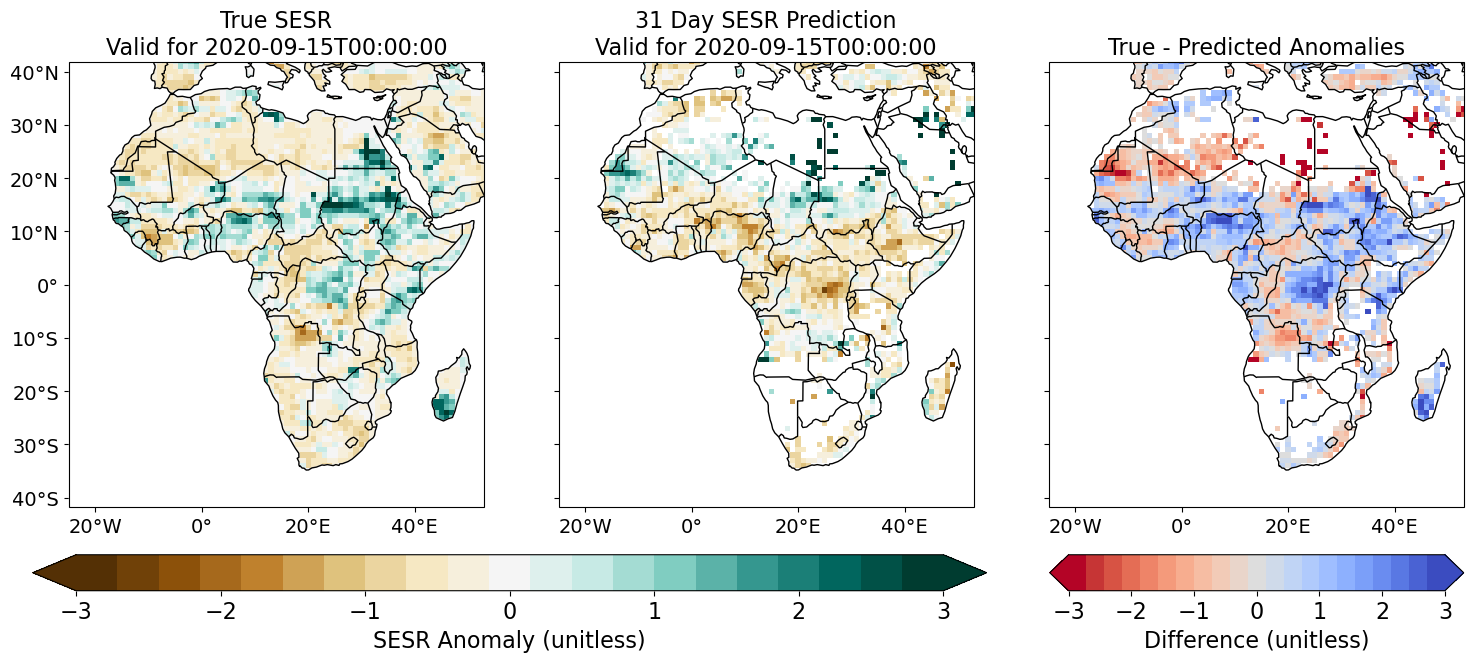 True SESR
Valid for 2020-09-15T00:00:00
31 Day SESR Prediction
Valid for 2020-09-15T00:00:00
True - Predicted Anomalies
40°N
30°N
20°N
10°N
0°
10°S
20°S
30°S
40°S
20°W 0° 20°E 40°E
20°W 0° 20°E 40°E
20°W 0° 20°E 40°E
−3 −2 −1 0 1 2 3
SESR Anomaly (unitless)
−3 −2 −1 0 1 2 3
Difference (unitless)